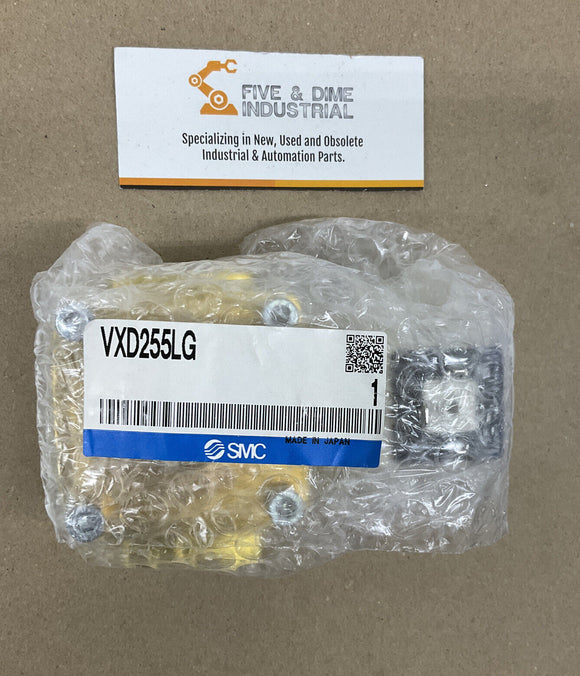 FIVE & DIME
INDUSTRIAL
Specializing in New, Used and Obsolete
Industrial & Automation Parts.
VXD255LG
1
MADE IN JAPAN
SMC